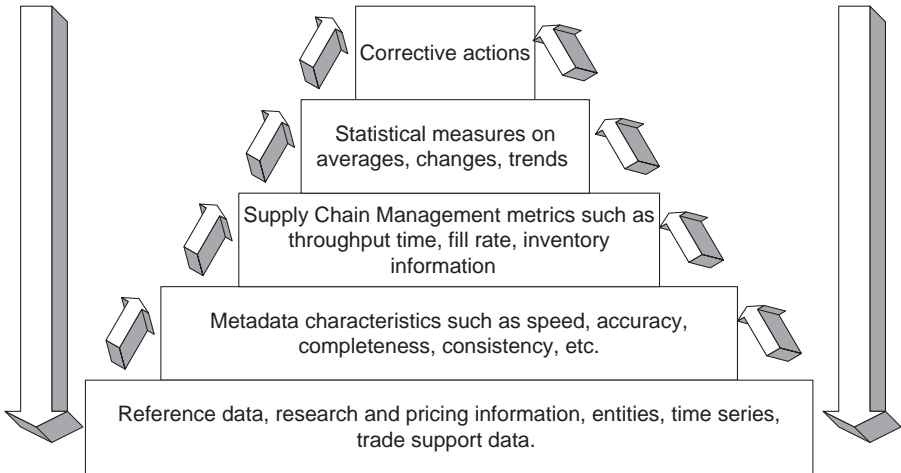 Corrective actions
Statistical measures on
averages, changes, trends
Supply Chain Management metrics such as
throughput time, fill rate, inventory
information
Metadata characteristics such as speed, accuracy,
completeness, consistency, etc.
Reference data, research and pricing information, entities, time series,
trade support data.